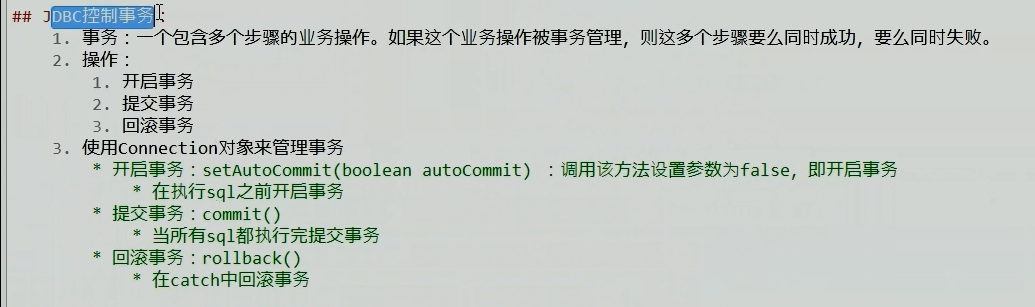 ## JDBC控制事务:
1. 事务:一个包含多个步骤的业务操作。如果这个业务操作被事务管理,则这多个步骤要么同时成功,要么同时失败。
2. 操作:
1. 开启事务
2. 提交事务
3. 回滚事务
3. 使用Connection对象来管理事务
* 开启事务:setAutoCommit(boolean autoCommit) :调用该方法设置参数为false,即开启事务
* 在执行sql之前开启事务
* 提交事务:commit()
* 当所有sql都执行完提交事务
* 回滚事务:rollback()
* 在catch中回滚事务